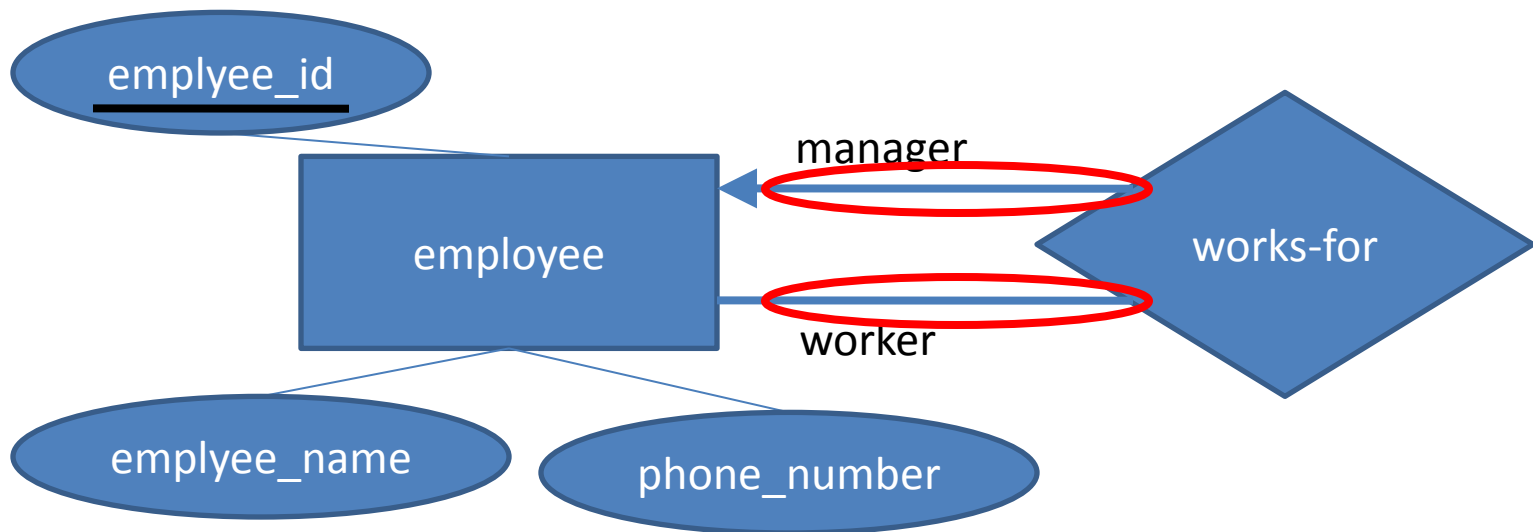 emplyee_id
manager
employee
works-for
worker
emplyee_name
phone_number